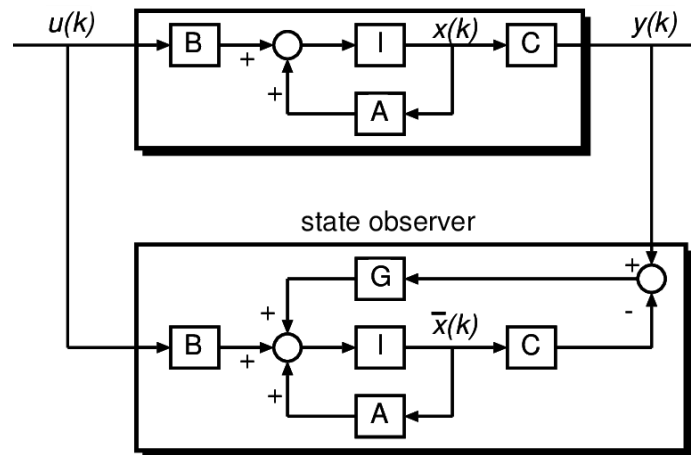 u(k)
B
+
+
I
x(k)
A
C
y(k)
state observer
G
+
-
B
+
+
+
I
x̄(k)
A
C